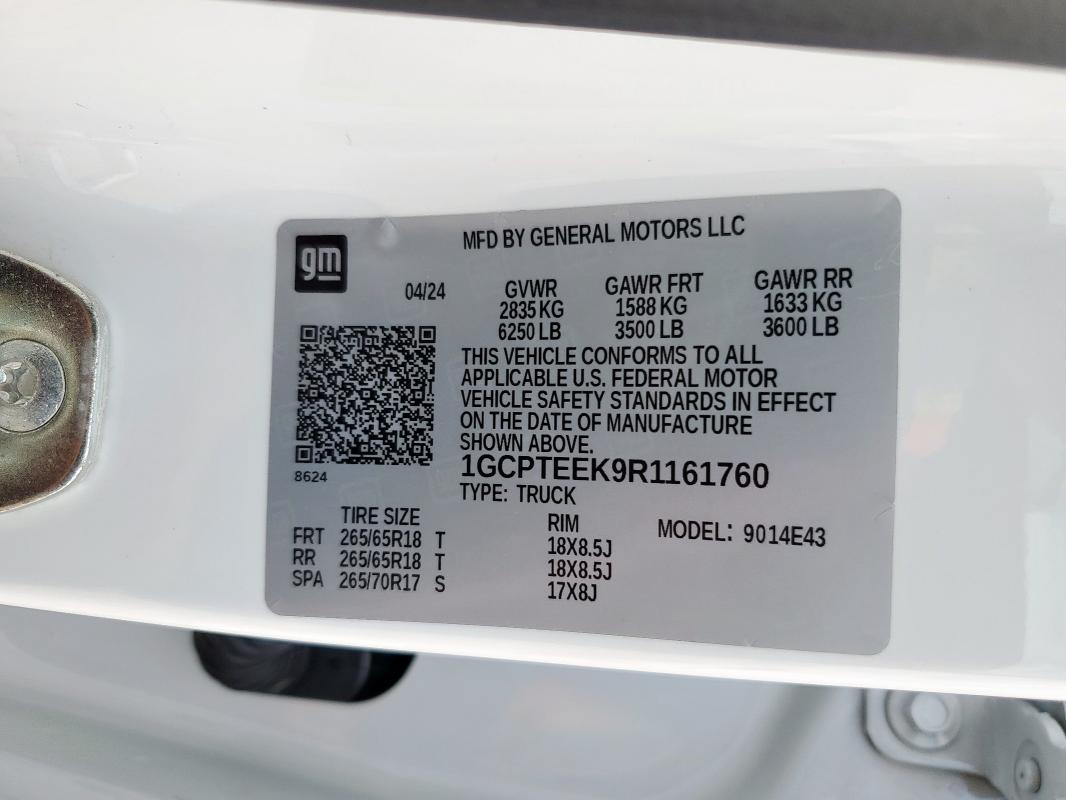 gm
MFD BY GENERAL MOTORS LLC
04/24
GVWR
2835 KG
6250 LB
GAWR FRT
1588 KG
3500 LB
GAWR RR
1633 KG
3600 LB
THIS VEHICLE CONFORMS TO ALL
APPLICABLE U.S. FEDERAL MOTOR
VEHICLE SAFETY STANDARDS IN EFFECT
ON THE DATE OF MANUFACTURE
SHOWN ABOVE.
8624
1GCPTEEK9R1161760
TYPE: TRUCK
TIRE SIZE RIM MODEL: 9014E43
FRT 265/65R18 T 18X8.5J
RR 265/65R18 T 18X8.5J
SPA 265/70R17 S 17X8J